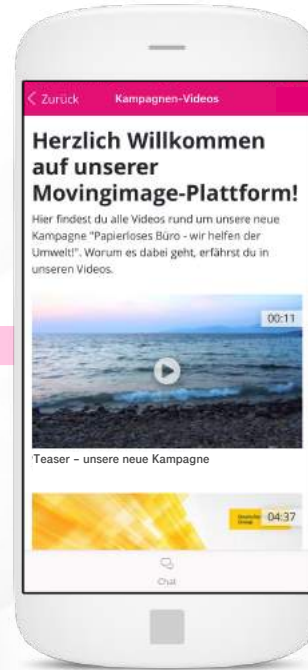 Zurück
Kampagnen-Videos
Herzlich Willkommen
auf unserer
Movingimage-Plattform!
Hier findest du alle Videos rund um unsere neue
Kampagne "Papierloses Büro - wir helfen der
Umwelt!". Worum es dabei geht, erfährst du in
unseren Videos.
00:11
Teaser – unsere neue Kampagne
04:37
Chat